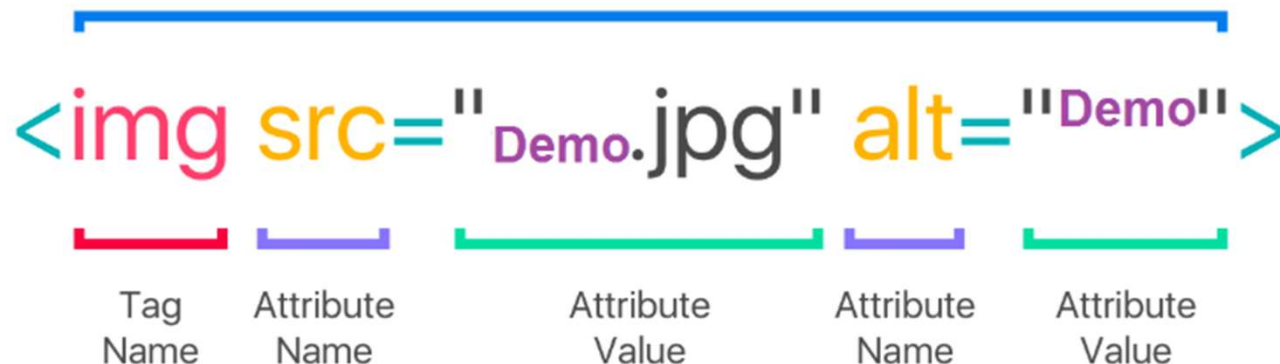 <img src="Demo.jpg" alt="Demo">
Tag Attribute Attribute Attribute Attribute
Name Name Value Name Value